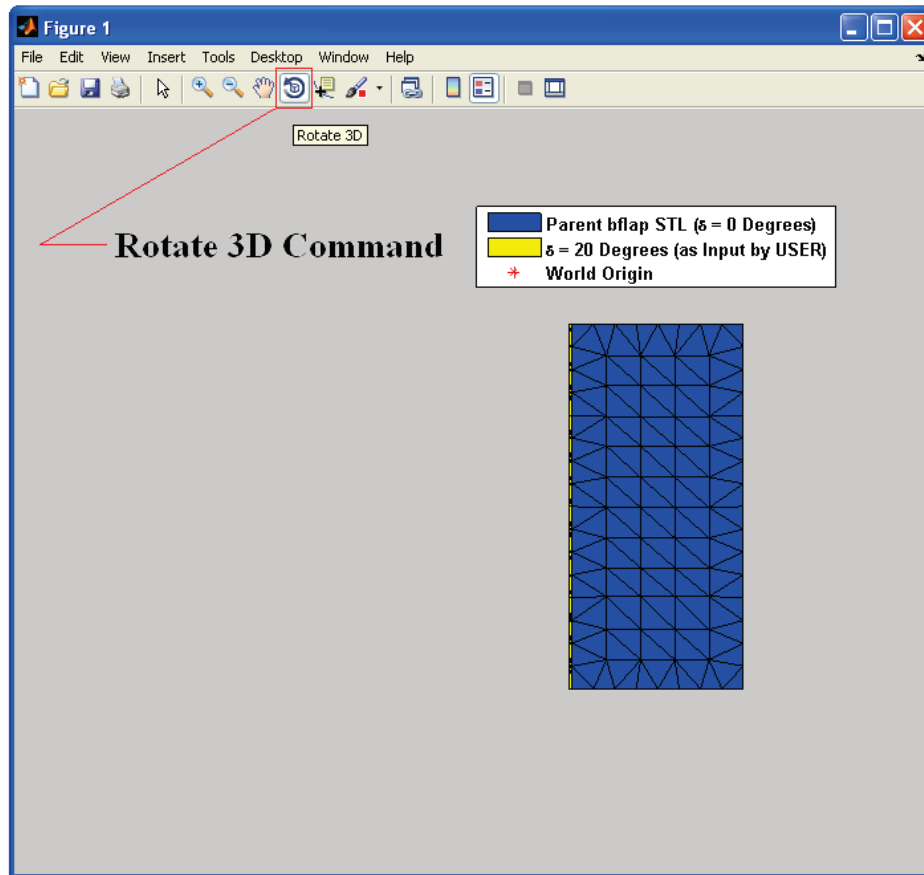 Figure 1
File Edit View Insert Tools Desktop Window Help
Rotate 3D
Rotate 3D Command
Parent bflap STL (δ = 0 Degrees)
δ = 20 Degrees (as Input by USER)
World Origin